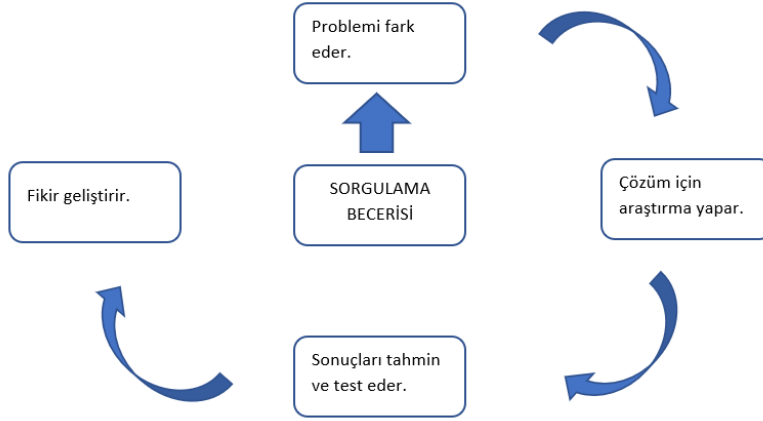 Problemi fark
eder.
Fikir geliştirir.
SORGULAMA
BECERİSİ
Çözüm için
araştırma yapar.
Sonuçları tahmin
ve test eder.